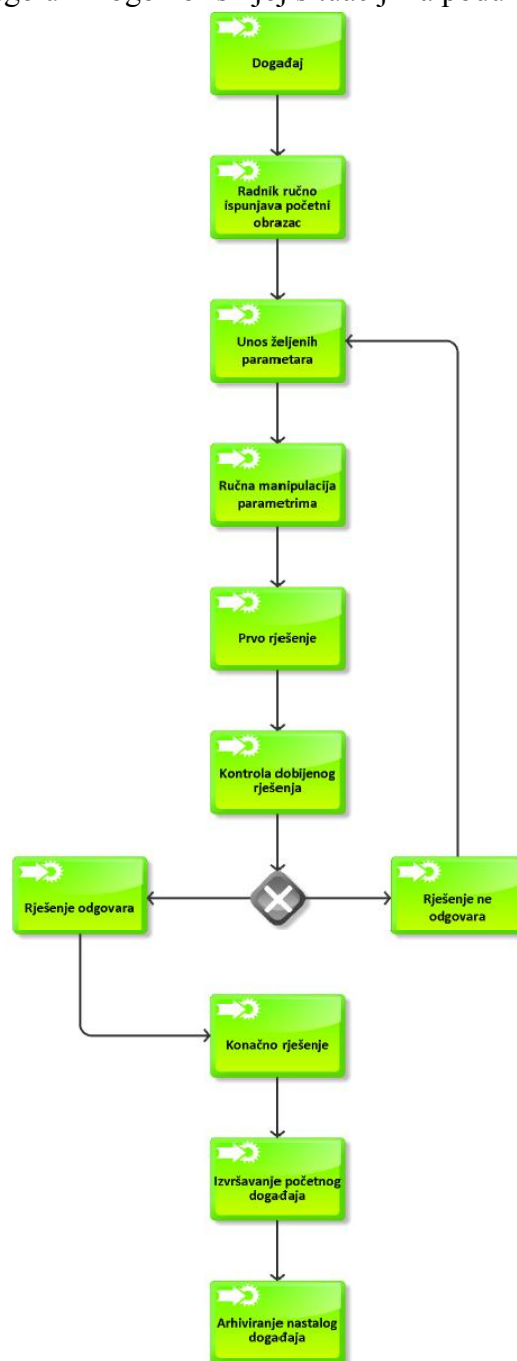 Događaj
Radnik ručno
ispunjava početni
obrazac
Unos željenih
parametara
Ručna manipulacija
parametrima
Prvo rješenje
Kontrola dobijenog
rješenja
Rješenje odgovara
Rješenje ne
odgovara
Konačno rješenje
Izvršavanje početnog
događaja
Arhiviranje nastalog
događaja